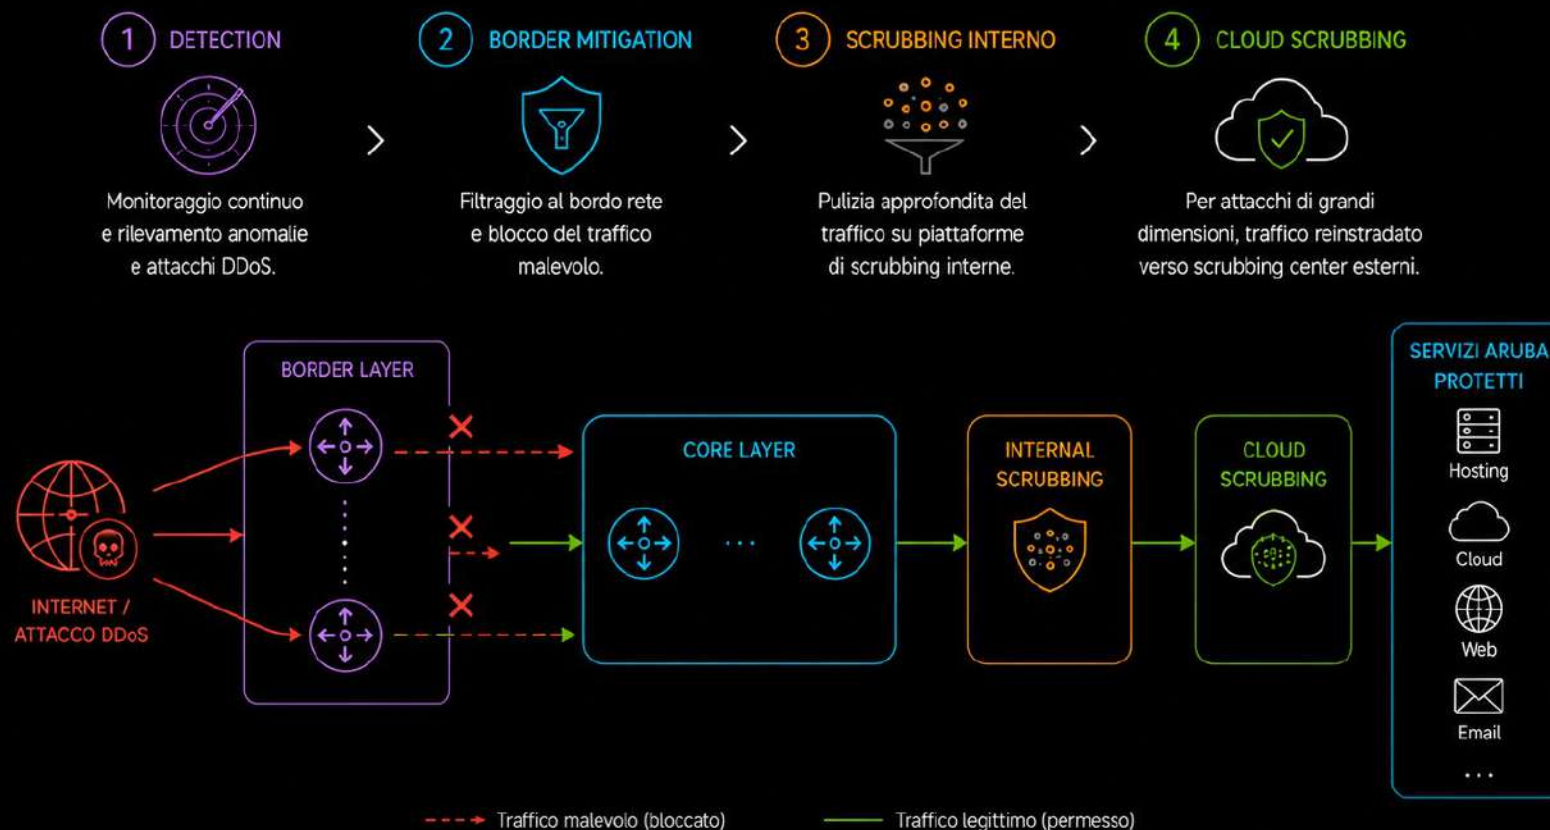 1 DETECTION
Monitoraggio continuo
e rilevamento anomalie
e attacchi DDoS.
2 BORDER MITIGATION
Filtraggio al bordo rete
e blocco del traffico
malevolo.
3 SCRUBBING INTERNO
Pulizia approfondita del
traffico su piattaforme
di scrubbing interne.
4 CLOUD SCRUBBING
Per attacchi di grandi
dimensioni, traffico reinstradato
verso scrubbing center esterni.
INTERNET /
ATTACCO DDoS
BORDER LAYER
CORE LAYER
INTERNAL
SCRUBBING
CLOUD
SCRUBBING
SERVIZI ARUBA
PROTETTI
Hosting
Cloud
Web
Email
...
Traffico malevolo (bloccato)
Traffico legittimo (permesso)